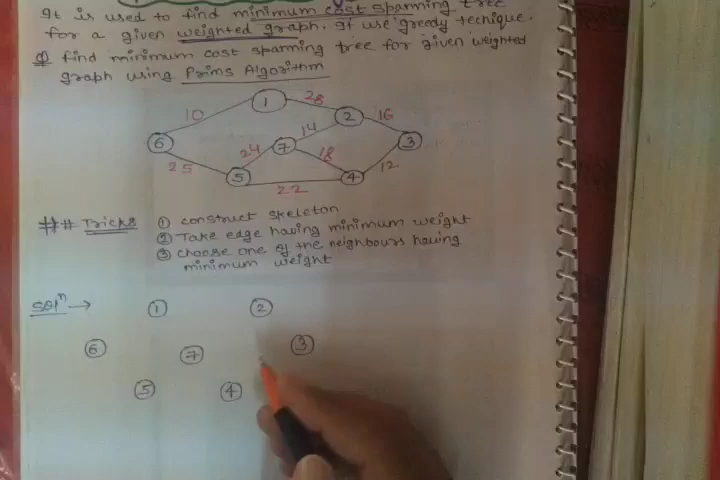 It is used to find minimum cost spanning tree
for a given weighted graph. It use greedy technique.
Q find minimum cost spanning tree for given weighted
graph using Prims Algorithm
1
10
28
2
16
6
7
14
3
24
18
25
5
4
12
22
### Tricks
① construct skeleton
② Take edge having minimum weight
③ choose one of the neighbours having
minimum weight
Solⁿ →
1
2
6
7
3
5
4